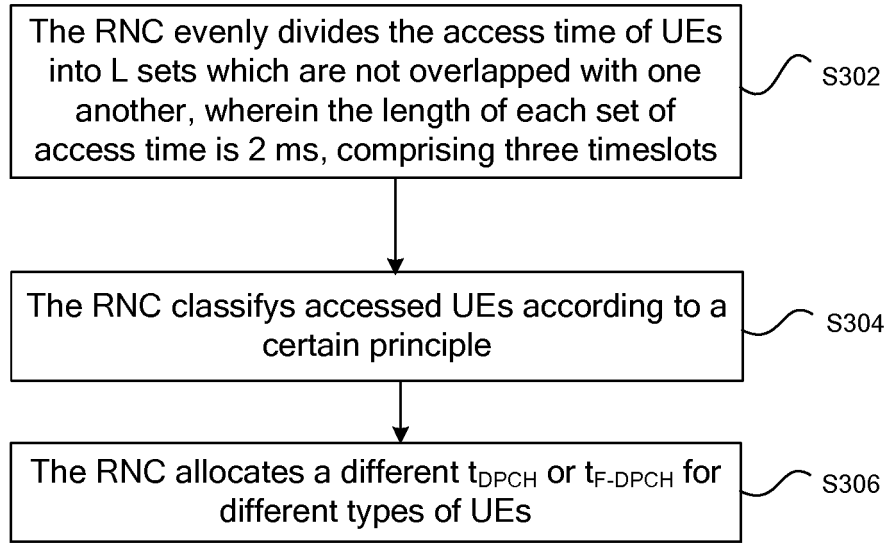 The RNC evenly divides the access time of UEs
into L sets which are not overlapped with one
another, wherein the length of each set of
access time is 2 ms, comprising three timeslots
S302
The RNC classifys accessed UEs according to a
certain principle
S304
The RNC allocates a different tDPCH or tF-DPCH for
different types of UEs
S306